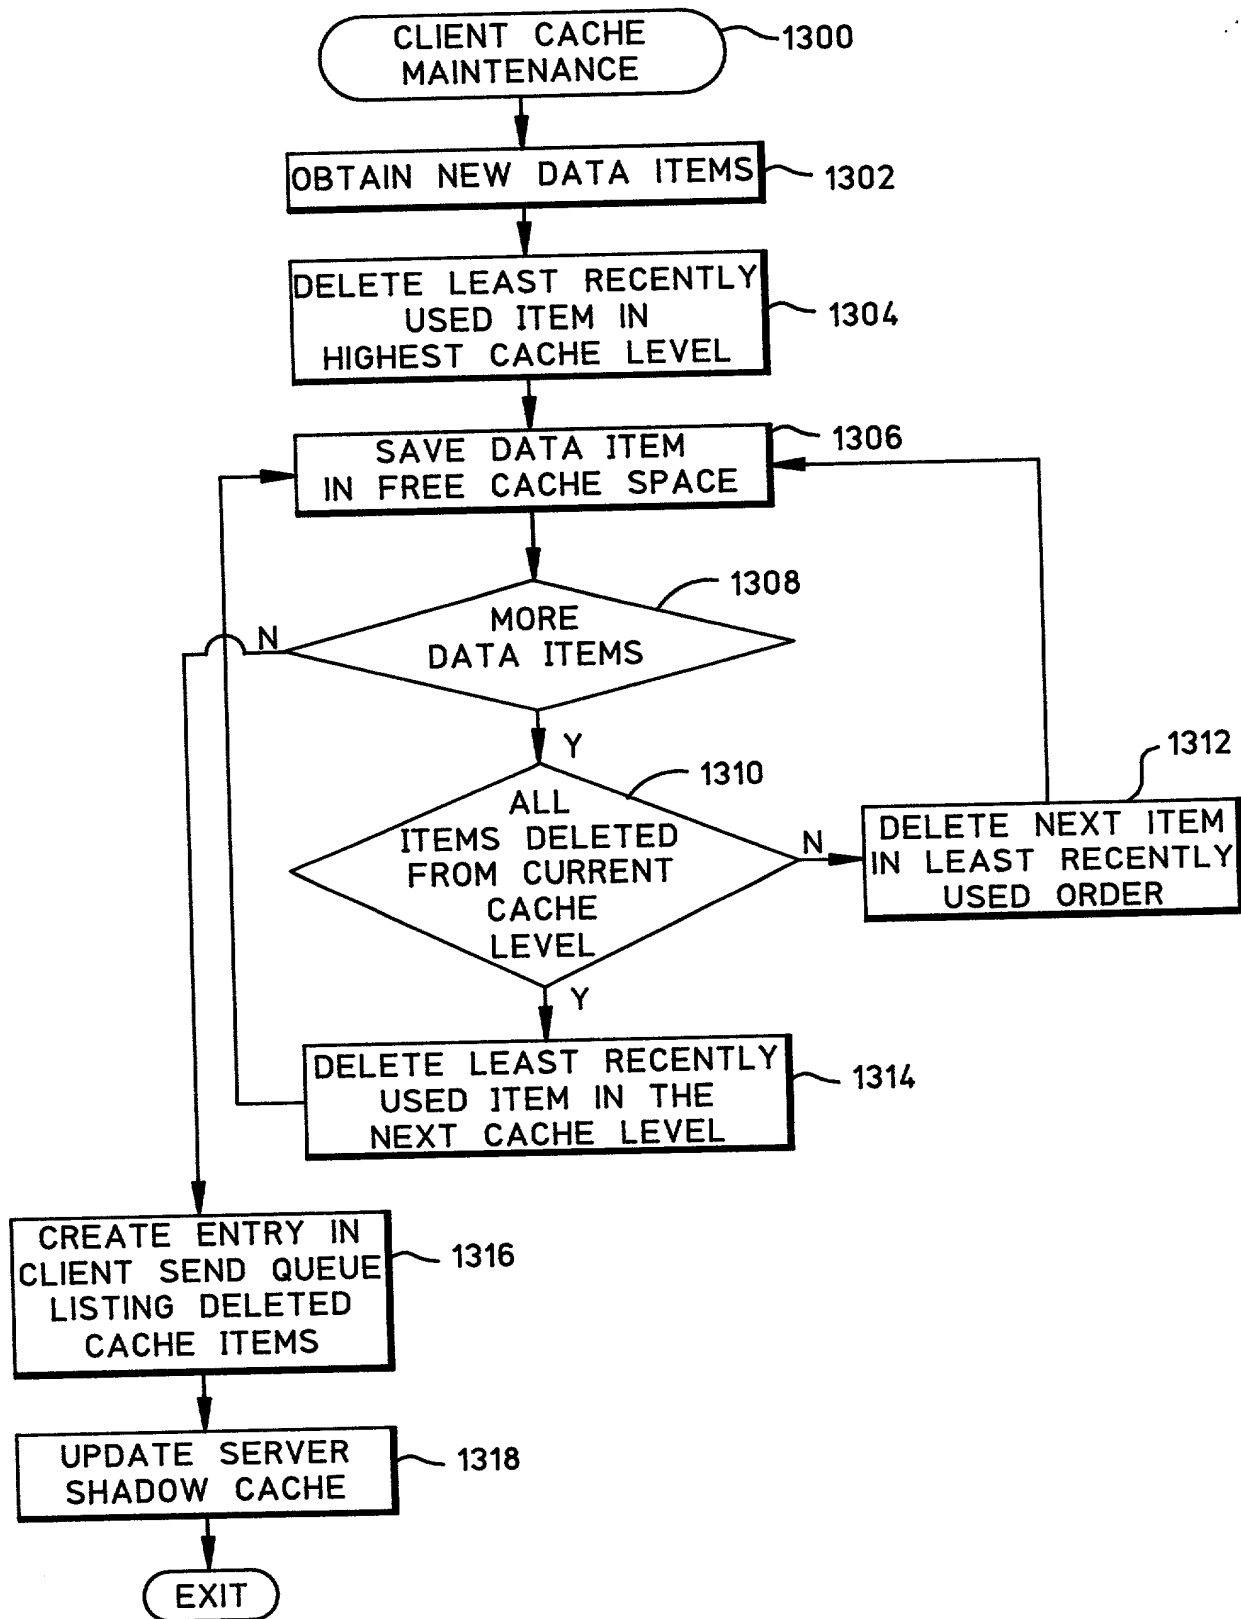 CLIENT CACHE
MAINTENANCE
1300
OBTAIN NEW DATA ITEMS
1302
DELETE LEAST RECENTLY
USED ITEM IN
HIGHEST CACHE LEVEL
1304
SAVE DATA ITEM
IN FREE CACHE SPACE
1306
MORE
DATA ITEMS
1308
N
Y
ALL
ITEMS DELETED
FROM CURRENT
CACHE
LEVEL
1310
N
DELETE NEXT ITEM
IN LEAST RECENTLY
USED ORDER
1312
Y
DELETE LEAST RECENTLY
USED ITEM IN THE
NEXT CACHE LEVEL
1314
CREATE ENTRY IN
CLIENT SEND QUEUE
LISTING DELETED
CACHE ITEMS
1316
UPDATE SERVER
SHADOW CACHE
1318
EXIT